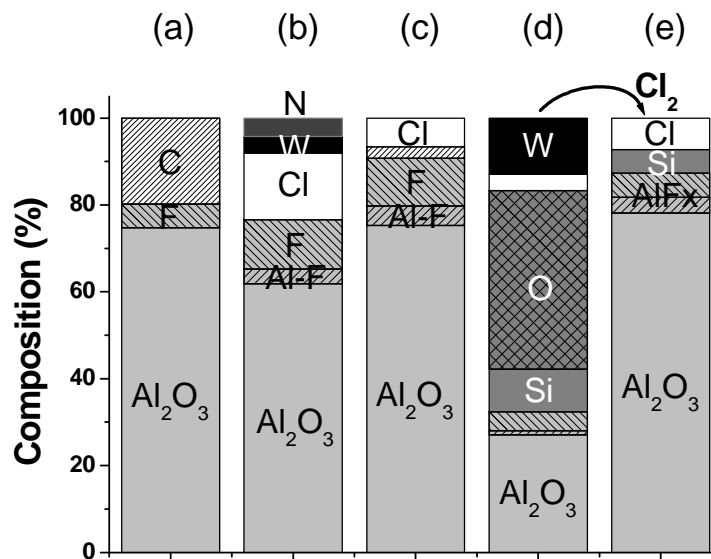 (a) (b) (c) (d) (e)
Cl₂
N
100
W
Cl
W
Cl
C
Cl
Si
80
F
F
F
AlFx
Al-F
Al-F
60
O
40
Al₂O₃
Al₂O₃
Al₂O₃
Si
Al₂O₃
20
Al₂O₃
0
Composition (%)